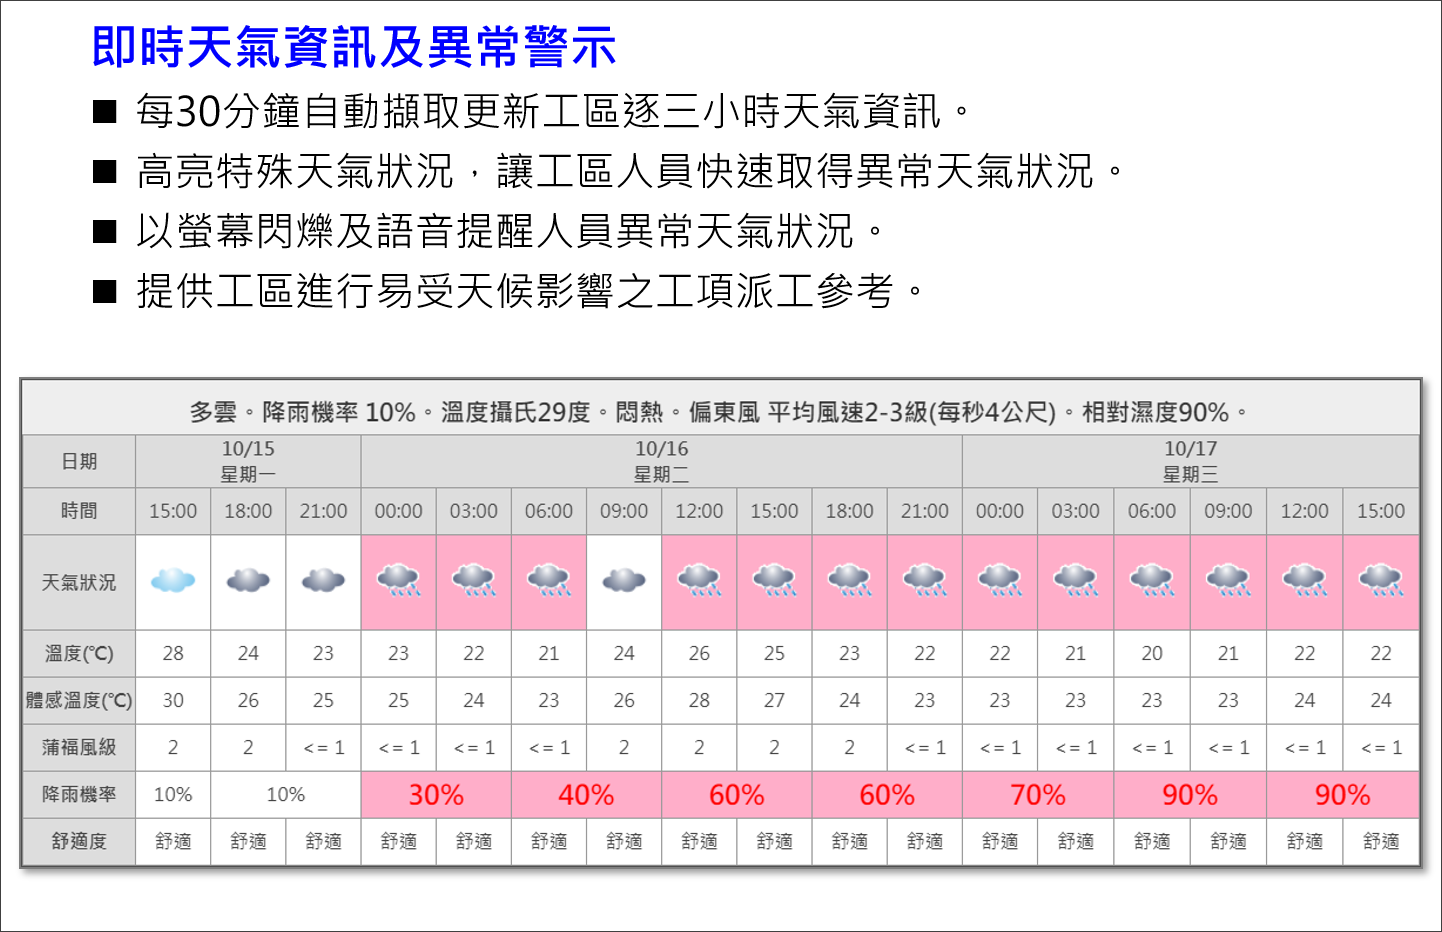 即時天氣資訊及異常警示
■ 每30分鐘自動擷取更新工區逐三小時天氣資訊。
■ 高亮特殊天氣狀況，讓工區人員快速取得異常天氣狀況。
■ 以螢幕閃爍及語音提醒人員異常天氣狀況。
■ 提供工區進行易受天候影響之工項派工參考。
多雲。降雨機率 10%。溫度攝氏29度。悶熱。偏東風 平均風速2-3級(每秒4公尺)。相對濕度90%。
日期 10/15 星期一 10/16 星期二 10/17 星期三
時間 15:00 18:00 21:00 00:00 03:00 06:00 09:00 12:00 15:00 18:00 21:00 00:00 03:00 06:00 09:00 12:00 15:00
天氣狀況
溫度(℃) 28 24 23 23 22 21 24 26 25 23 22 22 21 20 21 22 22
體感溫度(℃) 30 26 25 25 24 23 26 28 27 24 23 23 23 23 23 24 24
蒲福風級 2 2 <= 1 <= 1 <= 1 <= 1 2 2 2 2 <= 1 <= 1 <= 1 <= 1 <= 1 <= 1 <= 1
降雨機率 10% 10% 30% 40% 60% 60% 70% 90% 90%
舒適度 舒適 舒適 舒適 舒適 舒適 舒適 舒適 舒適 舒適 舒適 舒適 舒適 舒適 舒適 舒適 舒適 舒適